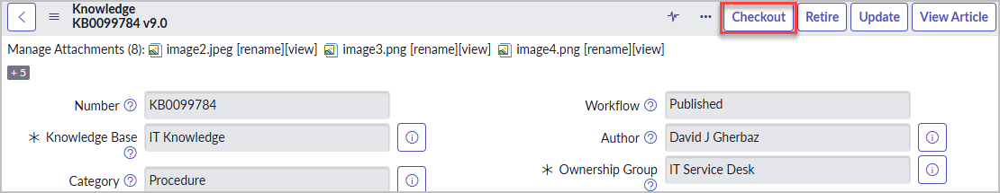 Knowledge
KB0099784 v9.0
Checkout Retire Update View Article
Manage Attachments (8): image2.jpeg [rename][view] image3.png [rename][view] image4.png [rename][view]
+ 5
Number KB0099784
Workflow Published
Knowledge Base IT Knowledge
Author David J Gherbaz
Category Procedure
Ownership Group IT Service Desk